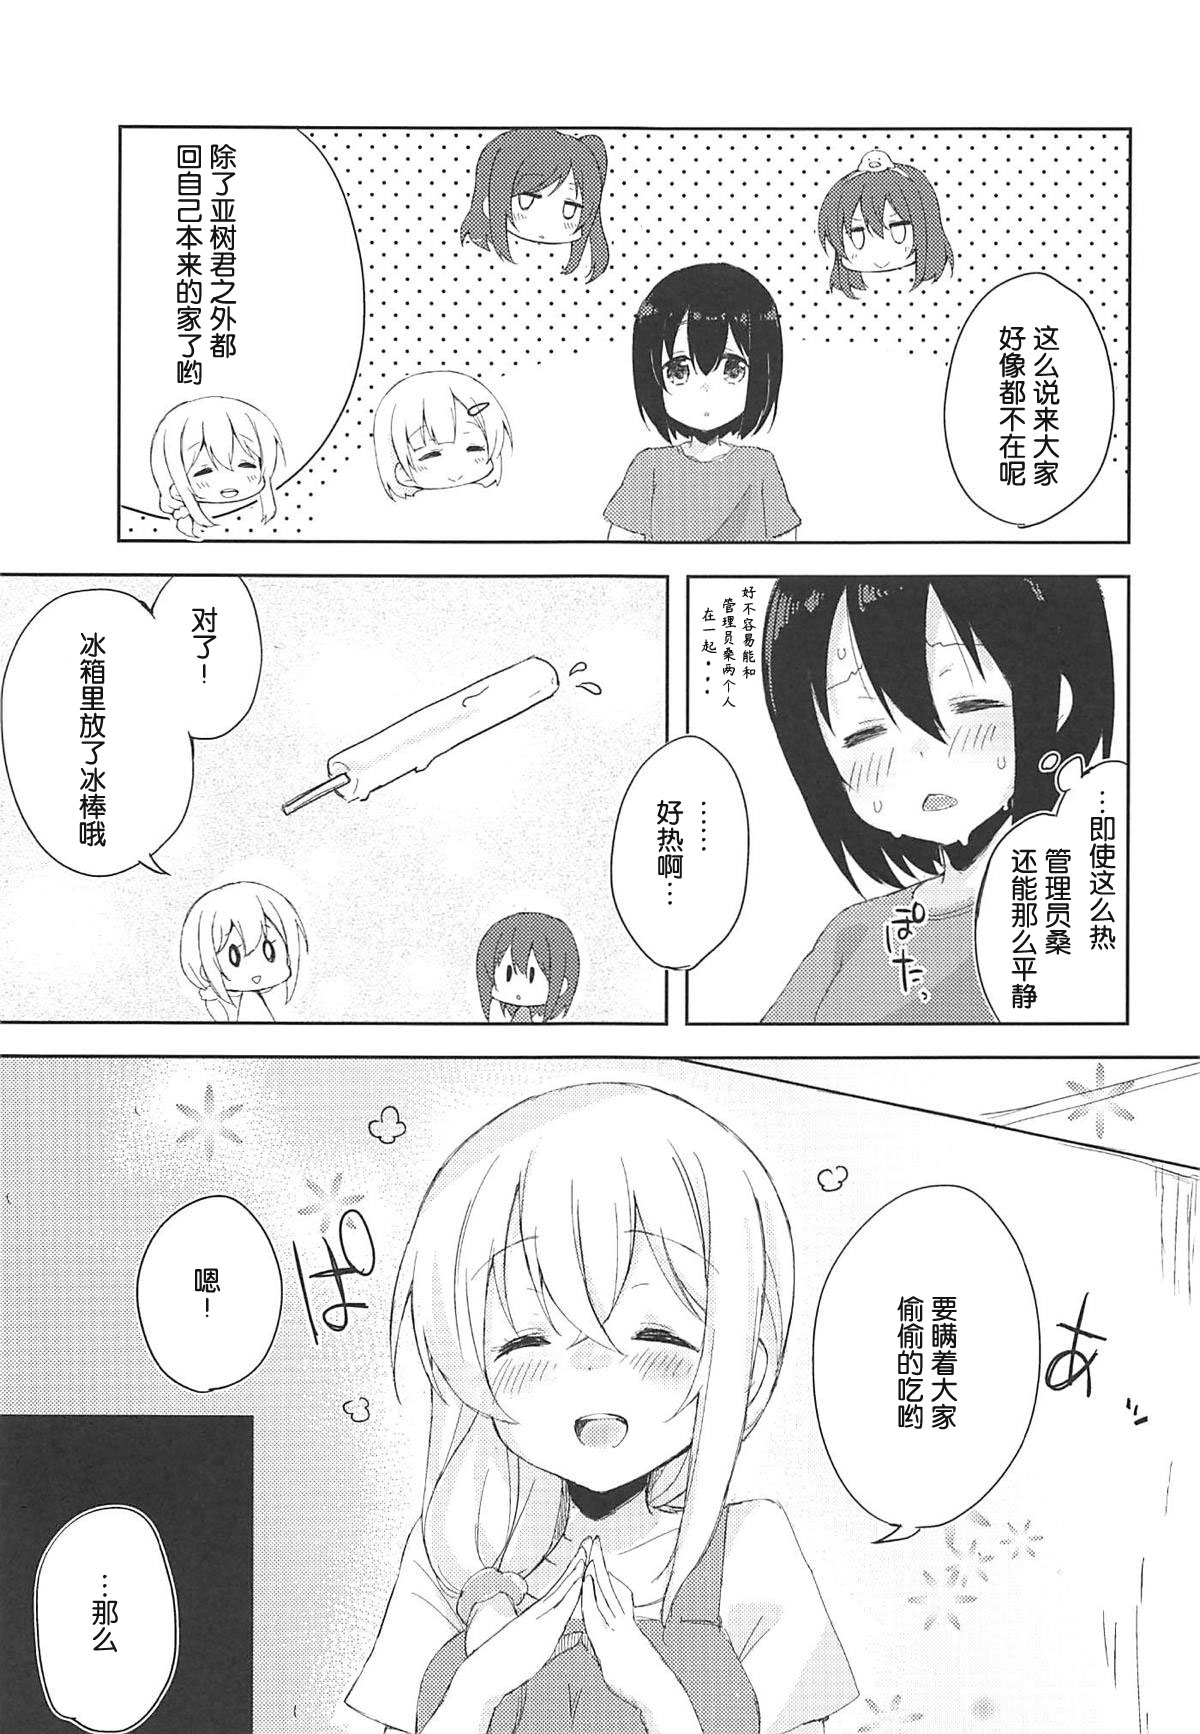 这么说来大家
好像都不在呢
除了亚树君之外都
回自己本来的家了哟
…即使这么热
管理员桑
还能那么平静
ぽたっ
好不容易能和
管理员桑两个人
在一起…
……
好热啊…
对了！
冰箱里放了冰棒哦
要瞒着大家
偷偷的吃哟
あ
ぱ
嗯！
…那么